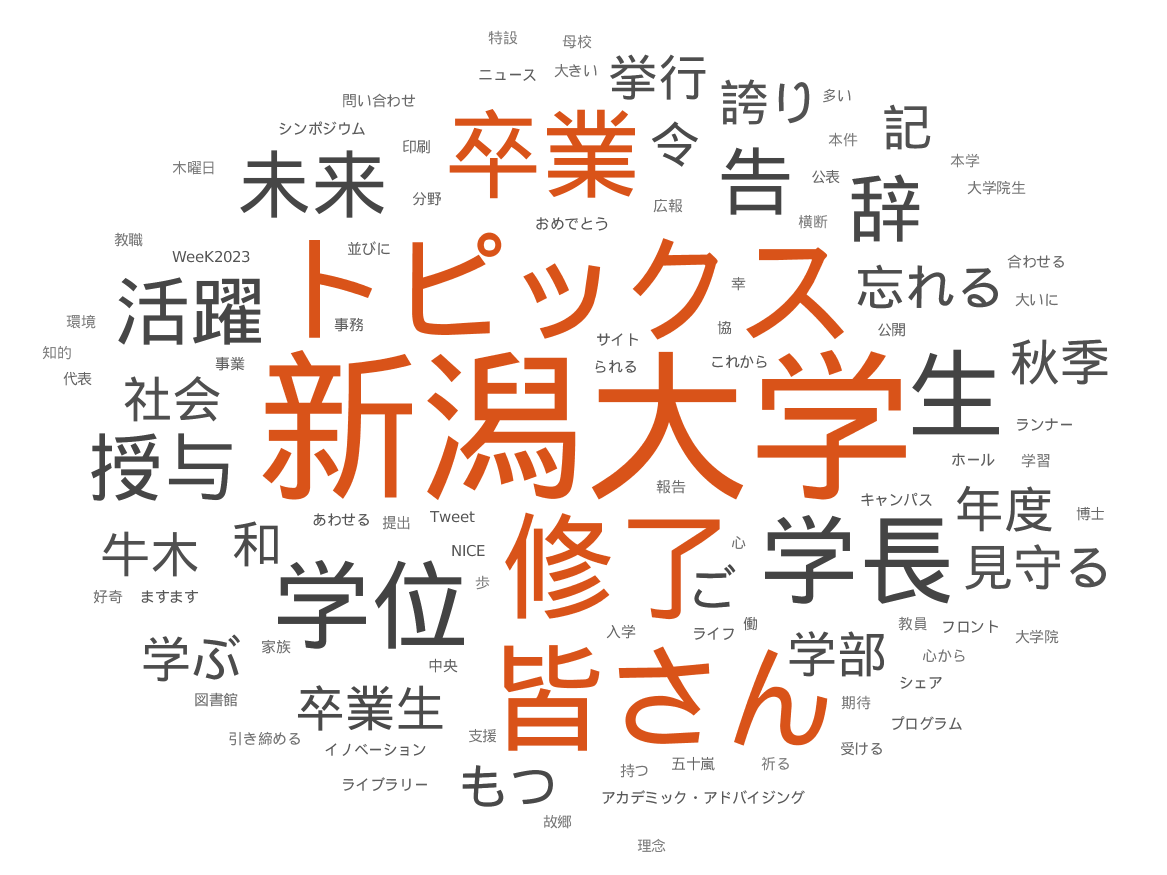 特設
母校
ニュース
大きい
挙行
誇り
多い
問い合わせ
シンポジウム
印刷
卒業
令
本件
記
木曜日
未来
分野
広報
告
公表
辞
本学
大学院生
教職
WeeK2023
並びに
おめでとう
横断
合わせる
活躍
トピックス
幸
忘れる
大いに
環境
事務
サイト
協
公開
知的
代表
事業
られる
これから
秋季
社会
新潟大学
生
ランナー
授与
報告
ホール
学習
キャンパス
年度
博士
あわせる
提出
Tweet
牛木
和
NICE
修了
心
学長
見守る
好奇
ますます
学位
歩
ご
入学
ライフ
働
教員
フロント
大学院
学ぶ
家族
中央
皆さん
学部
心から
シェア
図書館
卒業生
期待
プログラム
引き締める
イノベーション
支援
受ける
ライブラリー
もつ
持つ
五十嵐
祈る
アカデミック・アドバイジング
故郷
理念